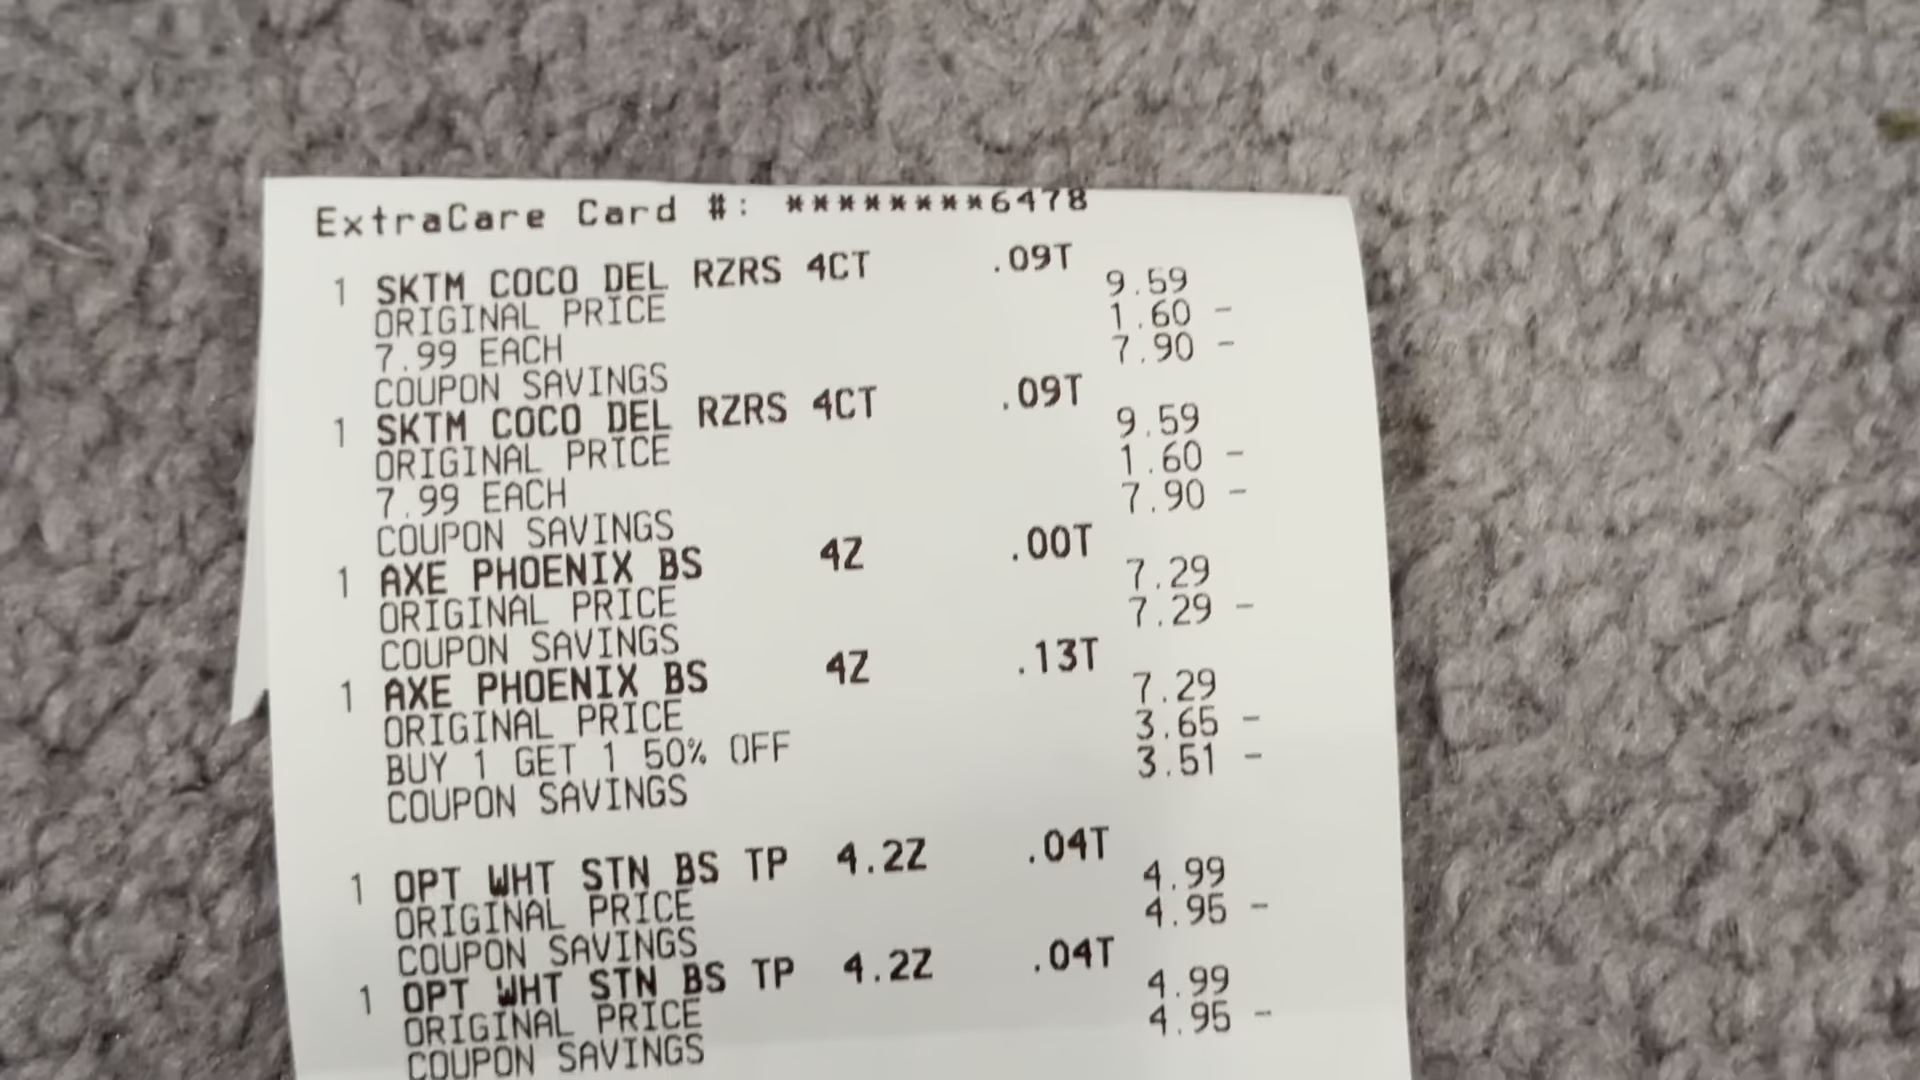 ExtraCare Card #: ********6478
1 SKTM COCO DEL RZRS 4CT .09T
ORIGINAL PRICE 9.59
7.99 EACH 1.60 -
COUPON SAVINGS 7.90 -
1 SKTM COCO DEL RZRS 4CT .09T
ORIGINAL PRICE 9.59
7.99 EACH 1.60 -
COUPON SAVINGS 7.90 -
1 AXE PHOENIX BS 4Z .00T
ORIGINAL PRICE 7.29
COUPON SAVINGS 7.29 -
1 AXE PHOENIX BS 4Z .13T
ORIGINAL PRICE 7.29
BUY 1 GET 1 50% OFF 3.65 -
COUPON SAVINGS 3.51 -
1 OPT WHT STN BS TP 4.2Z .04T
ORIGINAL PRICE 4.99
COUPON SAVINGS 4.95 -
1 OPT WHT STN BS TP 4.2Z .04T
ORIGINAL PRICE 4.99
COUPON SAVINGS 4.95 -